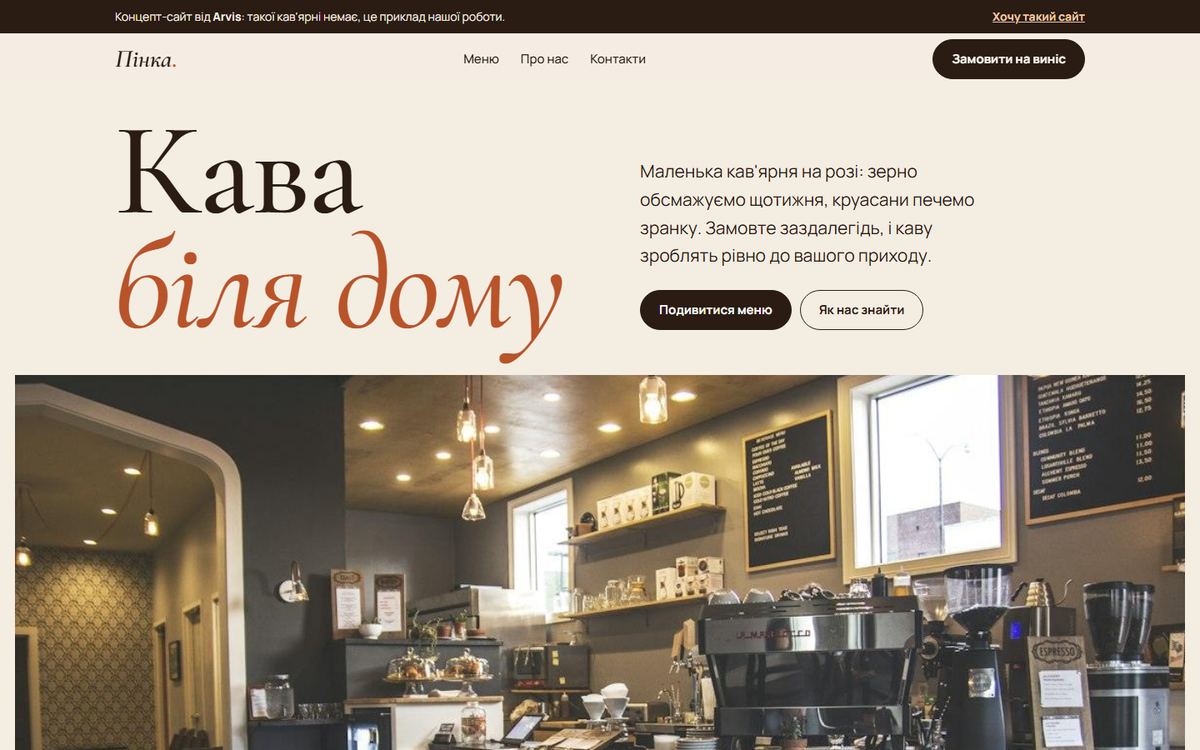 Концепт-сайт від Arvis: такої кав'ярні немає, це приклад нашої роботи.
Хочу такий сайт
Пінка.
Меню
Про нас
Контакти
Замовити на виніс
Кава
біля дому
Маленька кав'ярня на розі: зерно
обсмажуємо щотижня, круасани печемо
зранку. Замовте заздалегідь, і каву
зроблять рівно до вашого приходу.
Подивитися меню
Як нас знайти
ESPRESSO